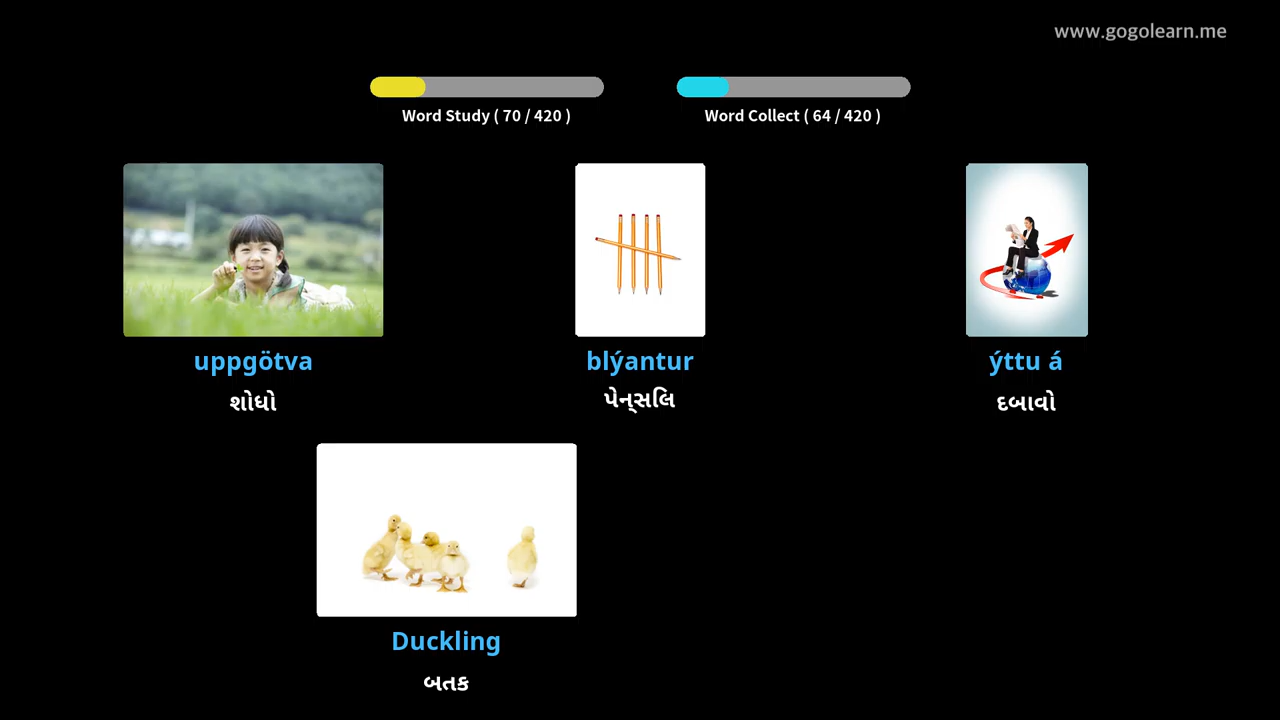 www.gogolearn.me
Word Study ( 70 / 420 )
Word Collect ( 64 / 420 )
uppgötva
શોધો
blýantur
પેન્સલિ
ýttu á
દબાવો
Duckling
બતક